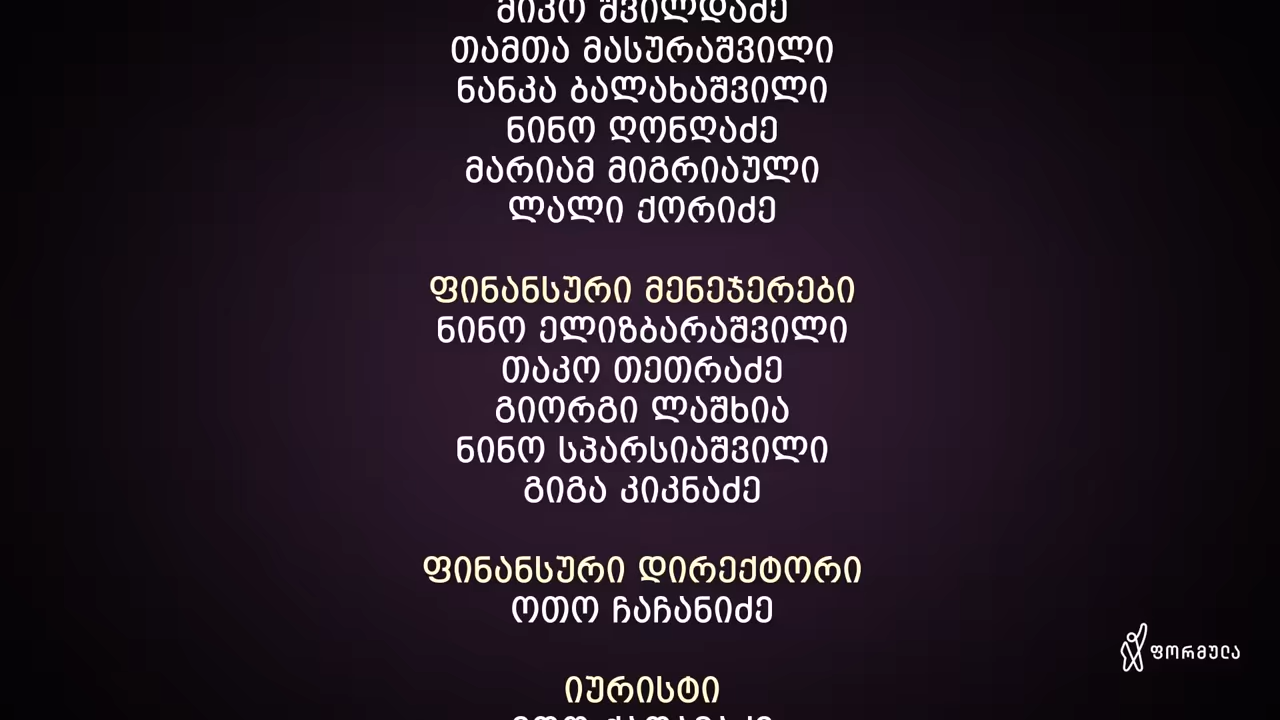 თამთა მასურაშვილი
ნანკა ბალახაშვილი
ნინო ღონღაძე
მარიამ მიგრიაული
ლალი ქორიძე
ფინანსური მენეჯერები
ნინო ელიზბარაშვილი
თაკო თეთრაძე
გიორგი ლაშხია
ნინო სპარსიაშვილი
გიგა კიკნაძე
ფინანსური დირექტორი
ოთო ჩაჩანიძე
ფორმულა
იურისტი